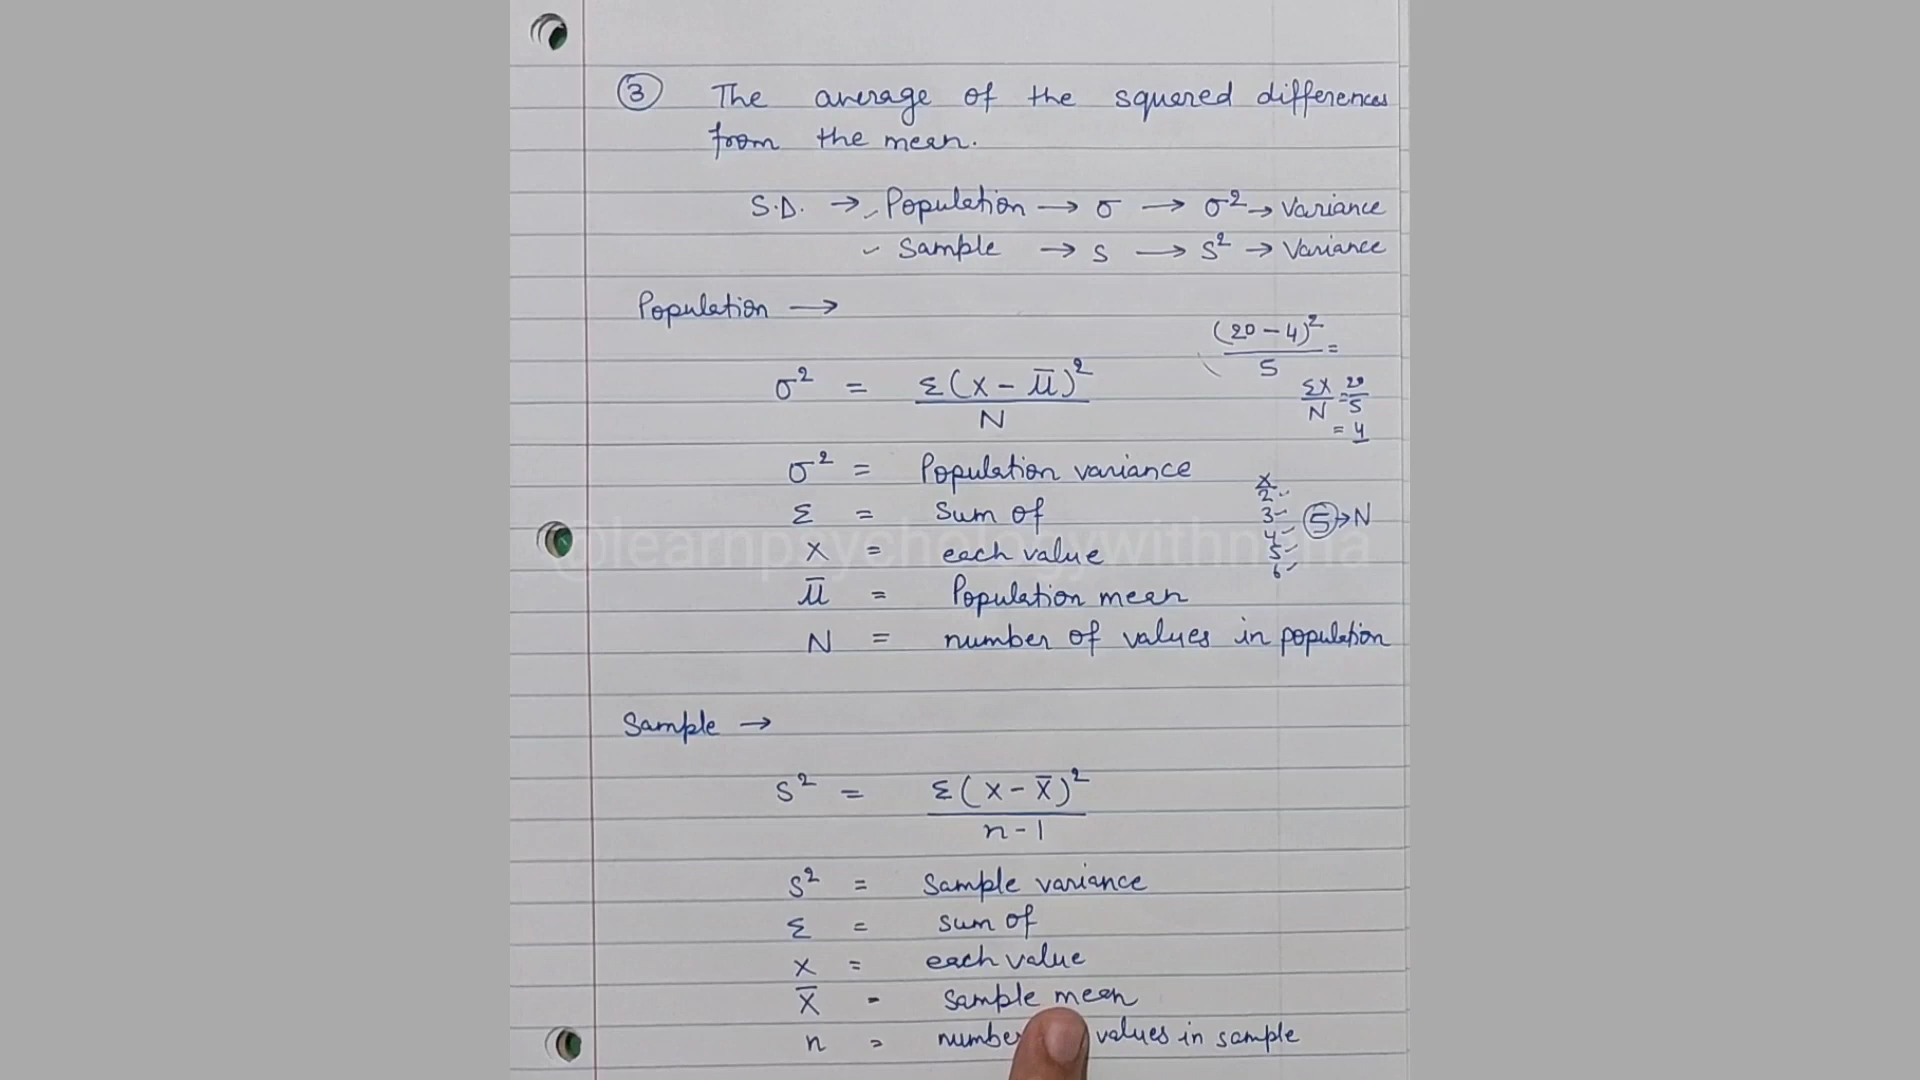 ③ The average of the squared differences
from the mean.
S.D. → Population → σ → σ² → Variance
Sample → s → s² → Variance
Population →
(20 - 4)² / 5 =
σ² = Σ(x - μ̄)² / N
ΣX / N = 20 / 5
= 4
σ² = Population variance
Σ = Sum of
x = each value
μ̄ = Population mean
N = number of values in population
x
2
3
4
5
6
⑤ → N
@learnpsychologywithn
Sample →
s² = Σ(x - x̄)² / n - 1
s² = Sample variance
Σ = sum of
x = each value
x̄ - sample mean
n = number values in sample